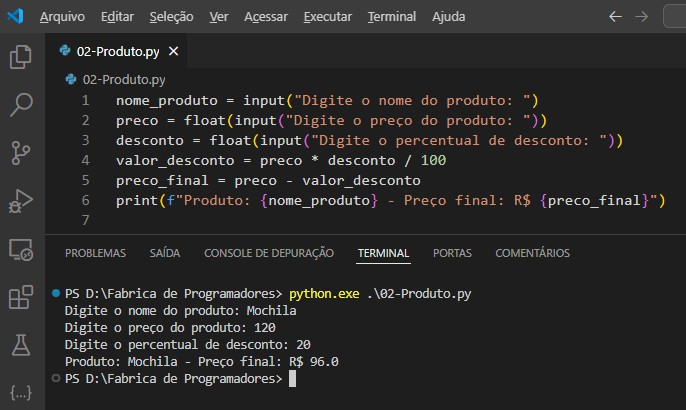 Arquivo Editar Seleção Ver Acessar Executar Terminal Ajuda
02-Produto.py
02-Produto.py
1 nome_produto = input("Digite o nome do produto: ")
2 preco = float(input("Digite o preço do produto: "))
3 desconto = float(input("Digite o percentual de desconto: "))
4 valor_desconto = preco * desconto / 100
5 preco_final = preco - valor_desconto
6 print(f"Produto: {nome_produto} - Preço final: R$ {preco_final}")
7
PROBLEMAS SAÍDA CONSOLE DE DEPURAÇÃO TERMINAL PORTAS COMENTÁRIOS
PS D:\Fabrica de Programadores> python.exe .\02-Produto.py
Digite o nome do produto: Mochila
Digite o preço do produto: 120
Digite o percentual de desconto: 20
Produto: Mochila - Preço final: R$ 96.0
PS D:\Fabrica de Programadores>